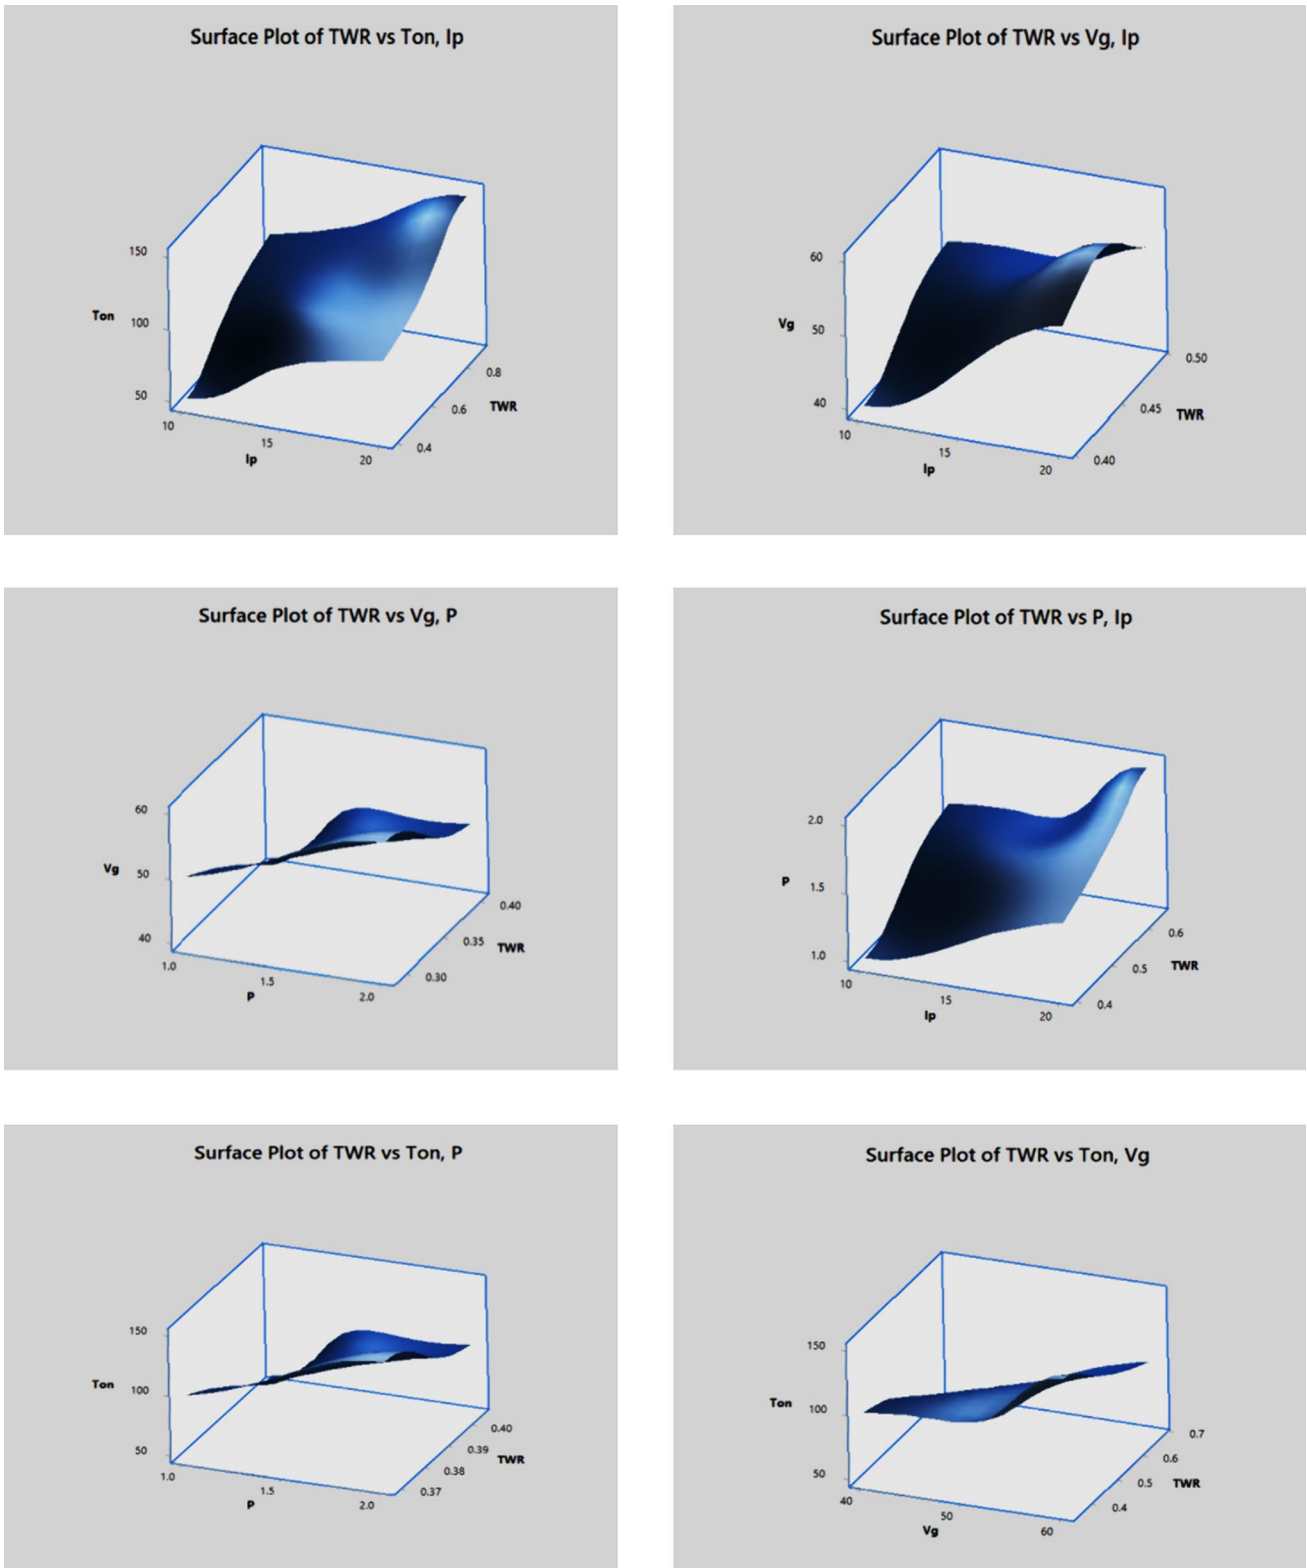 Surface Plot of TWR vs Ton, Ip
150
Ton
100
50
10
15
Ip
20
0.4
0.6
TWR
0.8
Surface Plot of TWR vs Vg, Ip
60
Vg
50
40
10
15
Ip
20
0.40
0.45
TWR
0.50
Surface Plot of TWR vs Vg, P
60
Vg
50
40
1.0
1.5
P
2.0
0.30
0.35
TWR
0.40
Surface Plot of TWR vs P, Ip
2.0
P
1.5
1.0
10
15
Ip
20
0.4
0.5
TWR
0.6
Surface Plot of TWR vs Ton, P
150
Ton
100
50
1.0
1.5
P
2.0
0.37
0.38
TWR
0.39
0.40
Surface Plot of TWR vs Ton, Vg
150
Ton
100
50
40
50
Vg
60
0.4
0.5
TWR
0.6
0.7